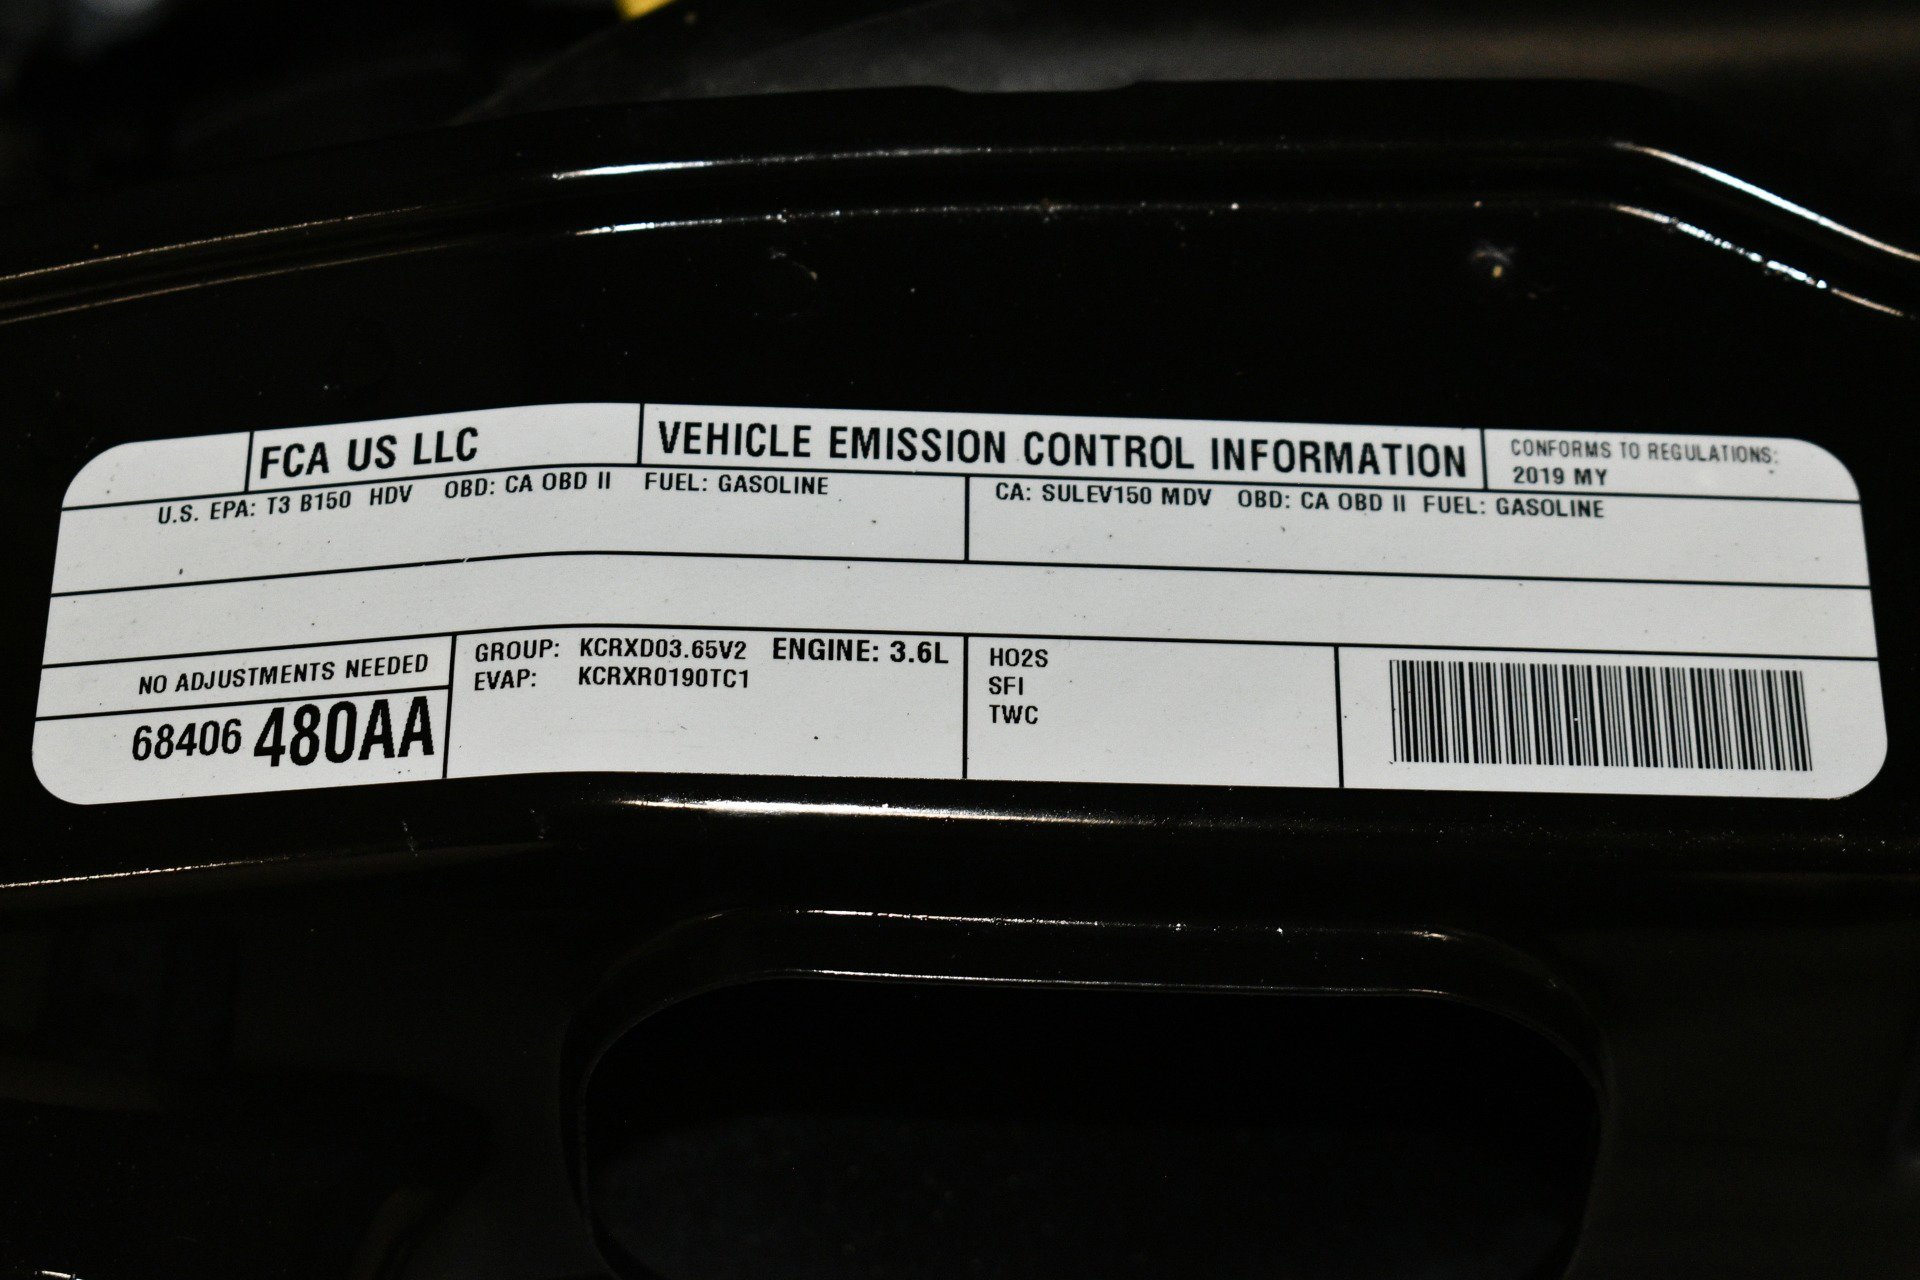 FCA US LLC
VEHICLE EMISSION CONTROL INFORMATION
CONFORMS TO REGULATIONS:
2019 MY
U.S. EPA: T3 B150 HDV OBD: CA OBD II FUEL: GASOLINE
CA: SULEV150 MDV OBD: CA OBD II FUEL: GASOLINE
NO ADJUSTMENTS NEEDED
68406 480AA
GROUP: KCRXD03.65V2 ENGINE: 3.6L
EVAP: KCRXR0190TC1
HO2S
SFI
TWC